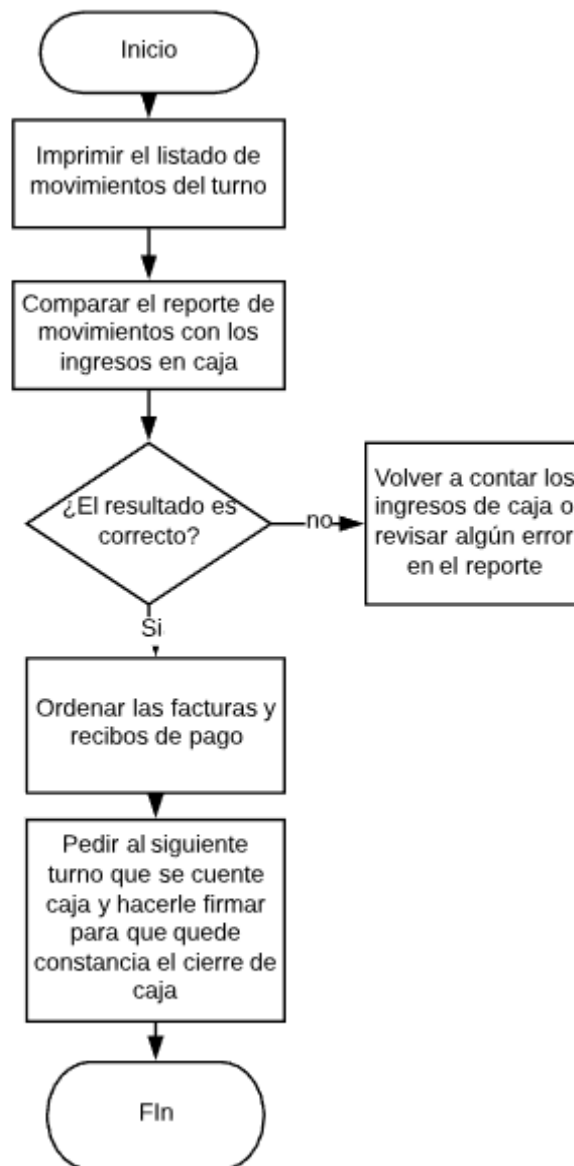 Inicio
Imprimir el listado de
movimientos del turno
Comparar el reporte de
movimientos con los
ingresos en caja
¿El resultado es
correcto?
no
Volver a contar los
ingresos de caja o
revisar algún error
en el reporte
Si
Ordenar las facturas y
recibos de pago
Pedir al siguiente
turno que se cuente
caja y hacerle firmar
para que quede
constancia el cierre de
caja
FIn